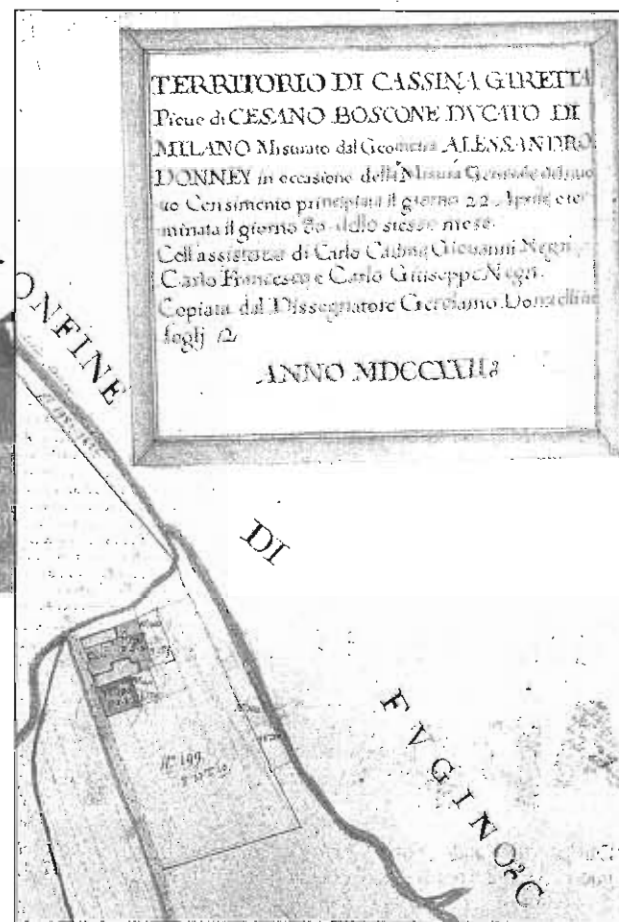 TERRITORIO DI CASSINA GIRETTA
Pieue di CESANO BOSCONE DVCATO DI
MILANO Misurato dal Geometra ALESSANDRO
DONNEY in occasione della Misura Generale del nuo
uo Censimento principiata il giorno 22 Aprile e ter
minata il giorno 30 dello stesso mese.
Coll'assistenza di Carlo Giouanni Negri
Carlo Francesco e Carlo Giuseppe Negri.
Copiata dal Dissegnatore Gerolamo Donzellini
foglj 12
ANNO MDCCXXII
ONFINE
DI
FVGINO
N.º 199